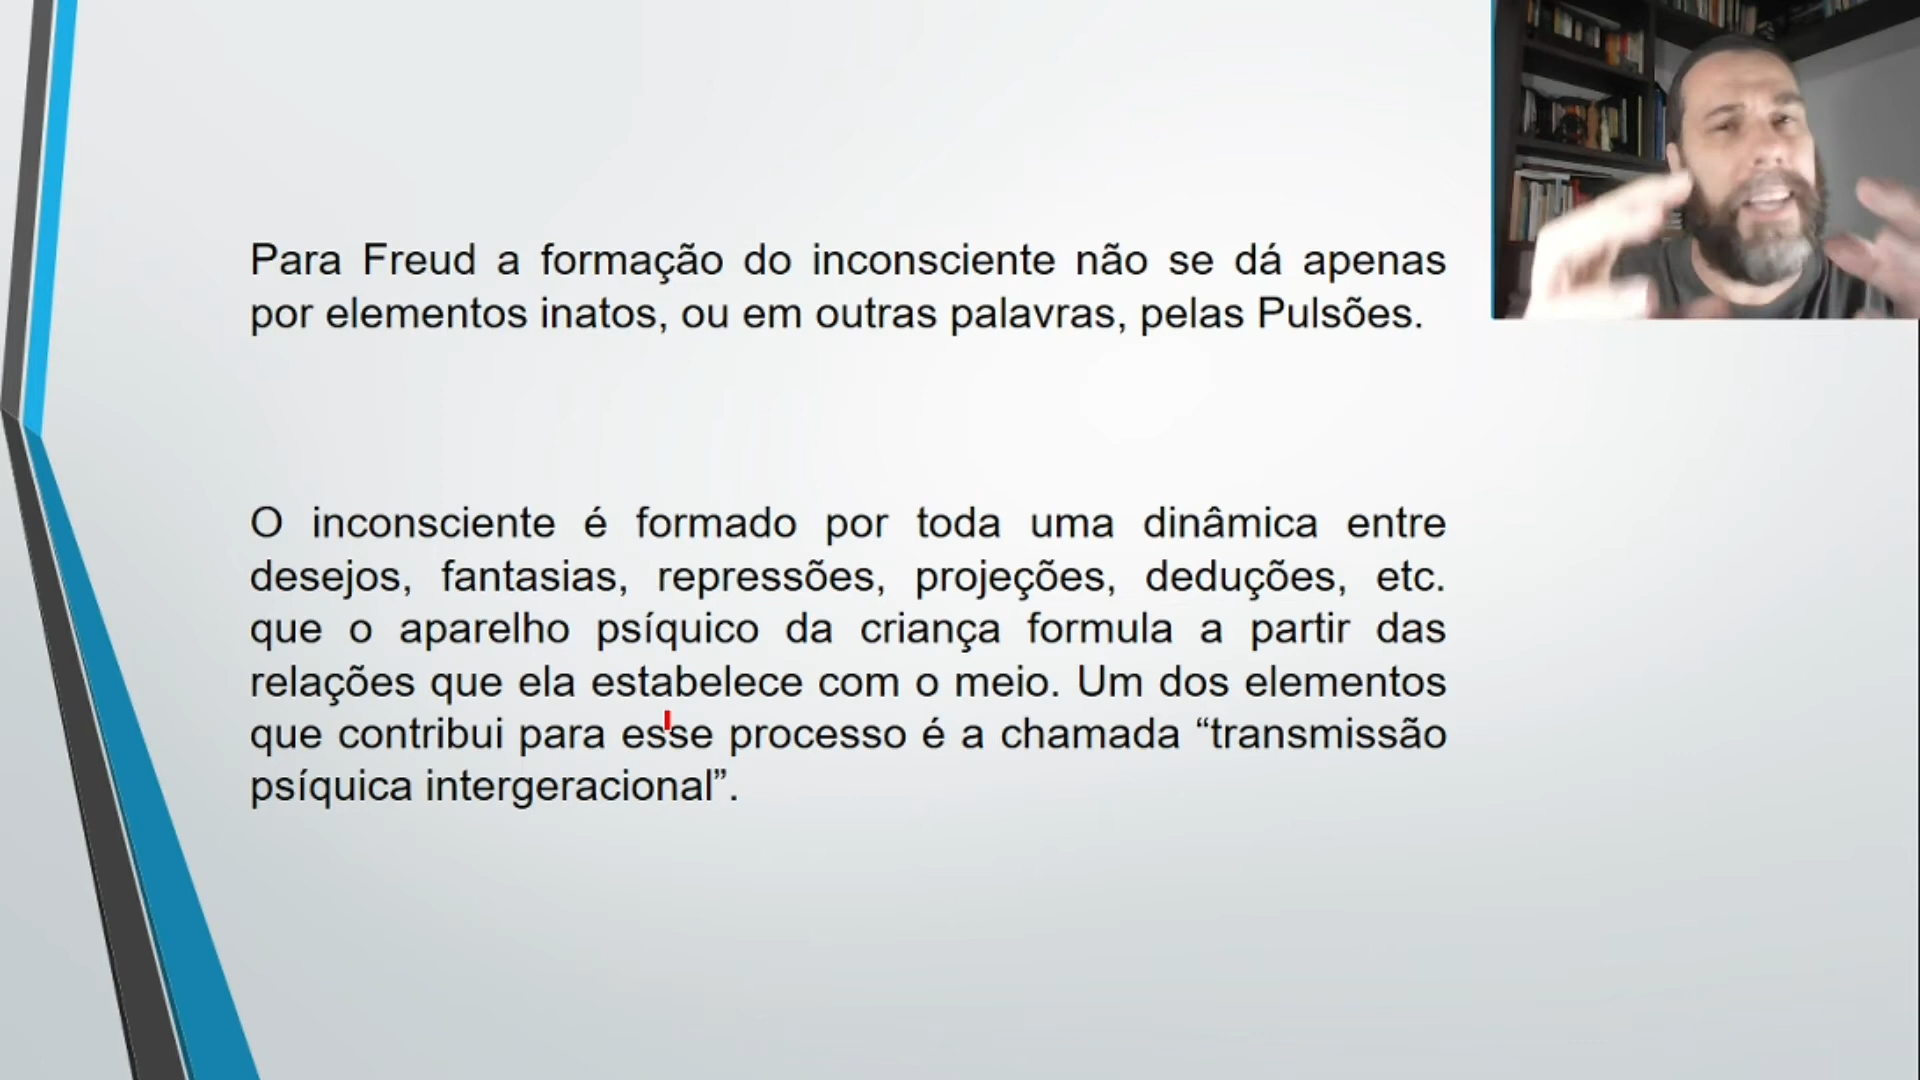 Para Freud a formação do inconsciente não se dá apenas
por elementos inatos, ou em outras palavras, pelas Pulsões.
O inconsciente é formado por toda uma dinâmica entre
desejos, fantasias, repressões, projeções, deduções, etc.
que o aparelho psíquico da criança formula a partir das
relações que ela estabelece com o meio. Um dos elementos
que contribui para esse processo é a chamada “transmissão
psíquica intergeracional”.